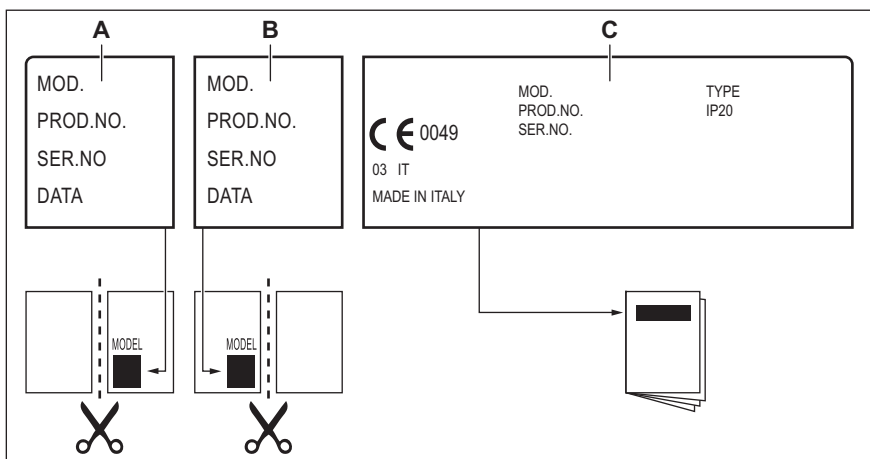 A
B
C
MOD.
PROD.NO.
SER.NO
DATA
MOD.
PROD.NO.
SER.NO
DATA
MOD.
PROD.NO.
SER.NO.
TYPE
IP20
CE 0049
03 IT
MADE IN ITALY
MODEL
MODEL